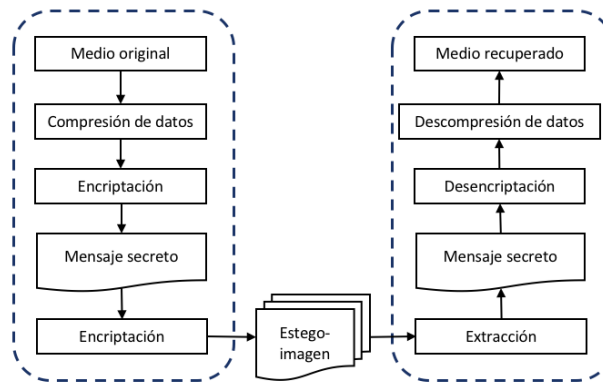 Medio original
Compresión de datos
Encriptación
Mensaje secreto
Encriptación
Estego-
imagen
Medio recuperado
Descompresión de datos
Desencriptación
Mensaje secreto
Extracción